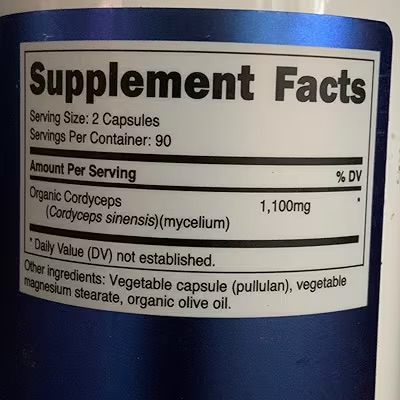 Supplement Facts
Serving Size: 2 Capsules
Servings Per Container: 90
Amount Per Serving % DV
Organic Cordyceps 1,100mg *
(Cordyceps sinensis)(mycelium)
* Daily Value (DV) not established.
Other ingredients: Vegetable capsule (pullulan), vegetable
magnesium stearate, organic olive oil.